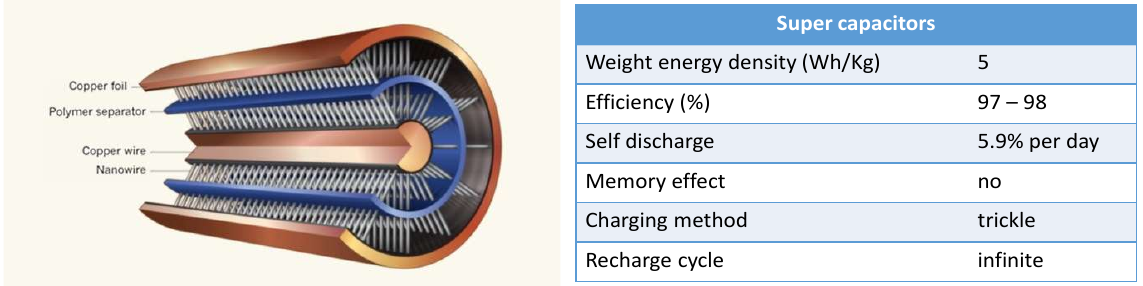 Copper foil
Polymer separator
Copper wire
Nanowire
Super capacitors
Weight energy density (Wh/Kg) 5
Efficiency (%) 97 – 98
Self discharge 5.9% per day
Memory effect no
Charging method trickle
Recharge cycle infinite